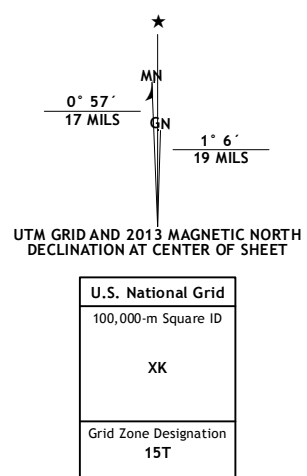 MN
0° 57´
17 MILS
GN
1° 6´
19 MILS
UTM GRID AND 2013 MAGNETIC NORTH
DECLINATION AT CENTER OF SHEET
U.S. National Grid
100,000-m Square ID
XK
Grid Zone Designation
15T